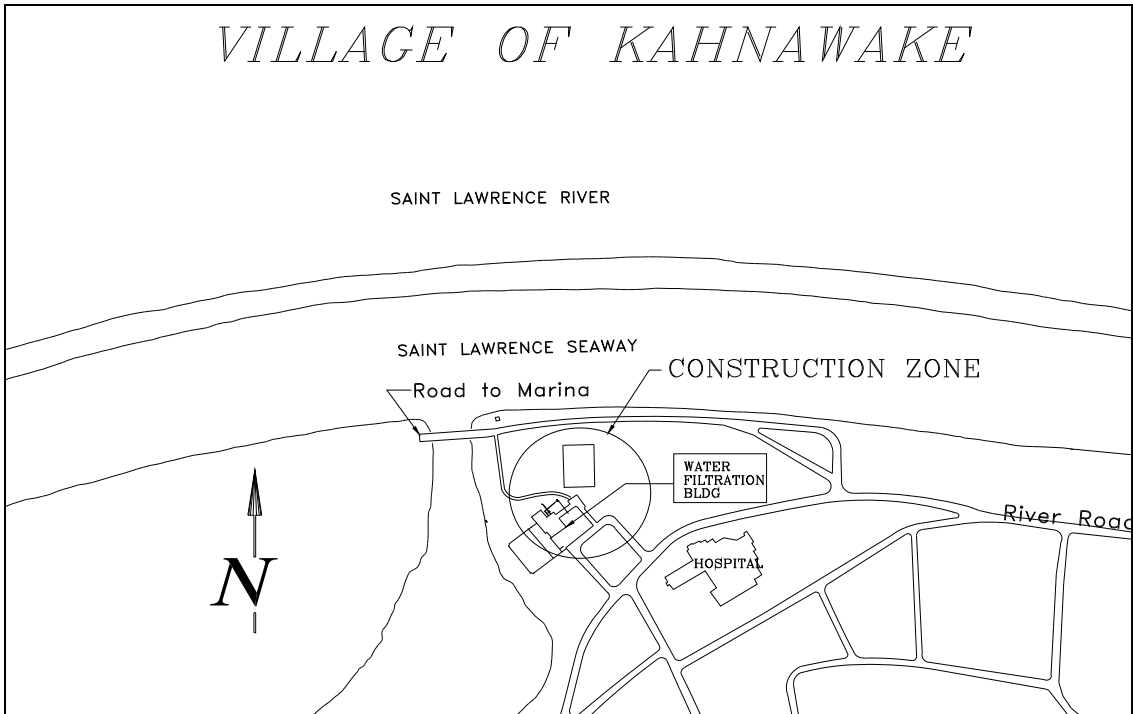 VILLAGE OF KAHNAWAKE
SAINT LAWRENCE RIVER
SAINT LAWRENCE SEAWAY
CONSTRUCTION ZONE
Road to Marina
WATER
FILTRATION
BLDG
River Road
HOSPITAL
N